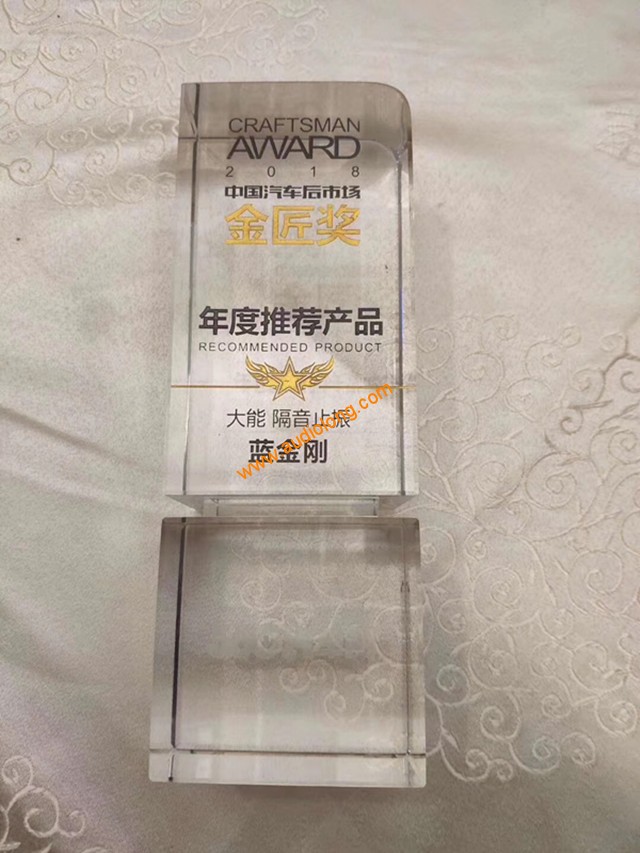 CRAFTSMAN
AWARD
2018
中国汽车后市场
金匠奖
年度推荐产品
RECOMMENDED PRODUCT
大能 隔音止振
蓝金刚
www.audiolong.com